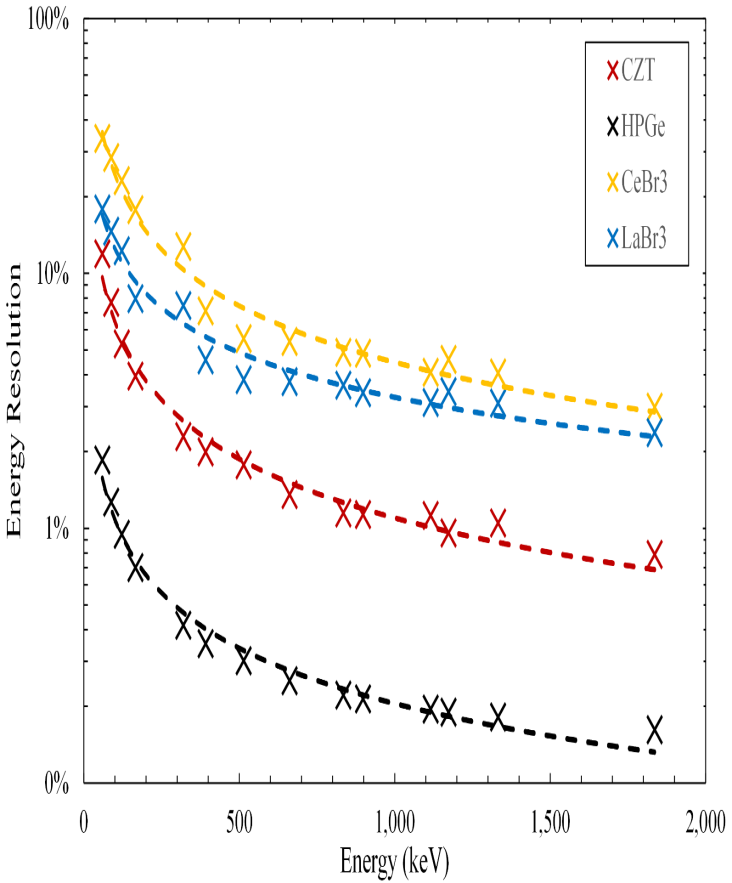 100%
10%
1%
0%
Energy Resolution
CZT
HPGe
CeBr3
LaBr3
0
500
1,000
1,500
2,000
Energy (keV)